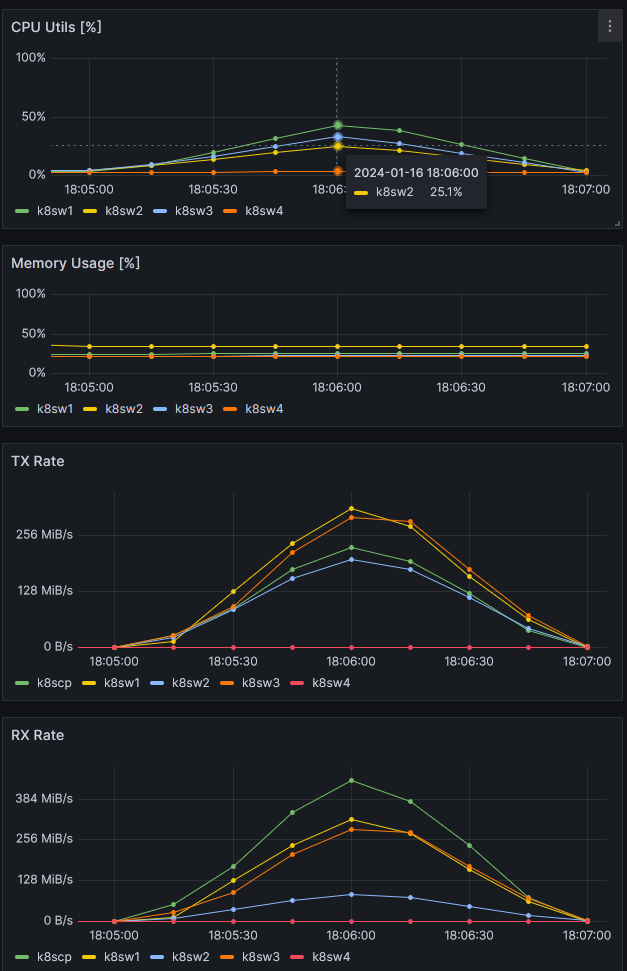 CPU Utils [%]
100%
50%
0%
18:05:00 18:05:30 18:06: 18:07:00
2024-01-16 18:06:00
k8sw2 25.1%
k8sw1 k8sw2 k8sw3 k8sw4
Memory Usage [%]
100%
50%
0%
18:05:00 18:05:30 18:06:00 18:06:30 18:07:00
k8sw1 k8sw2 k8sw3 k8sw4
TX Rate
256 MiB/s
128 MiB/s
0 B/s
18:05:00 18:05:30 18:06:00 18:06:30 18:07:00
k8scp k8sw1 k8sw2 k8sw3 k8sw4
RX Rate
384 MiB/s
256 MiB/s
128 MiB/s
0 B/s
18:05:00 18:05:30 18:06:00 18:06:30 18:07:00
k8scp k8sw1 k8sw2 k8sw3 k8sw4